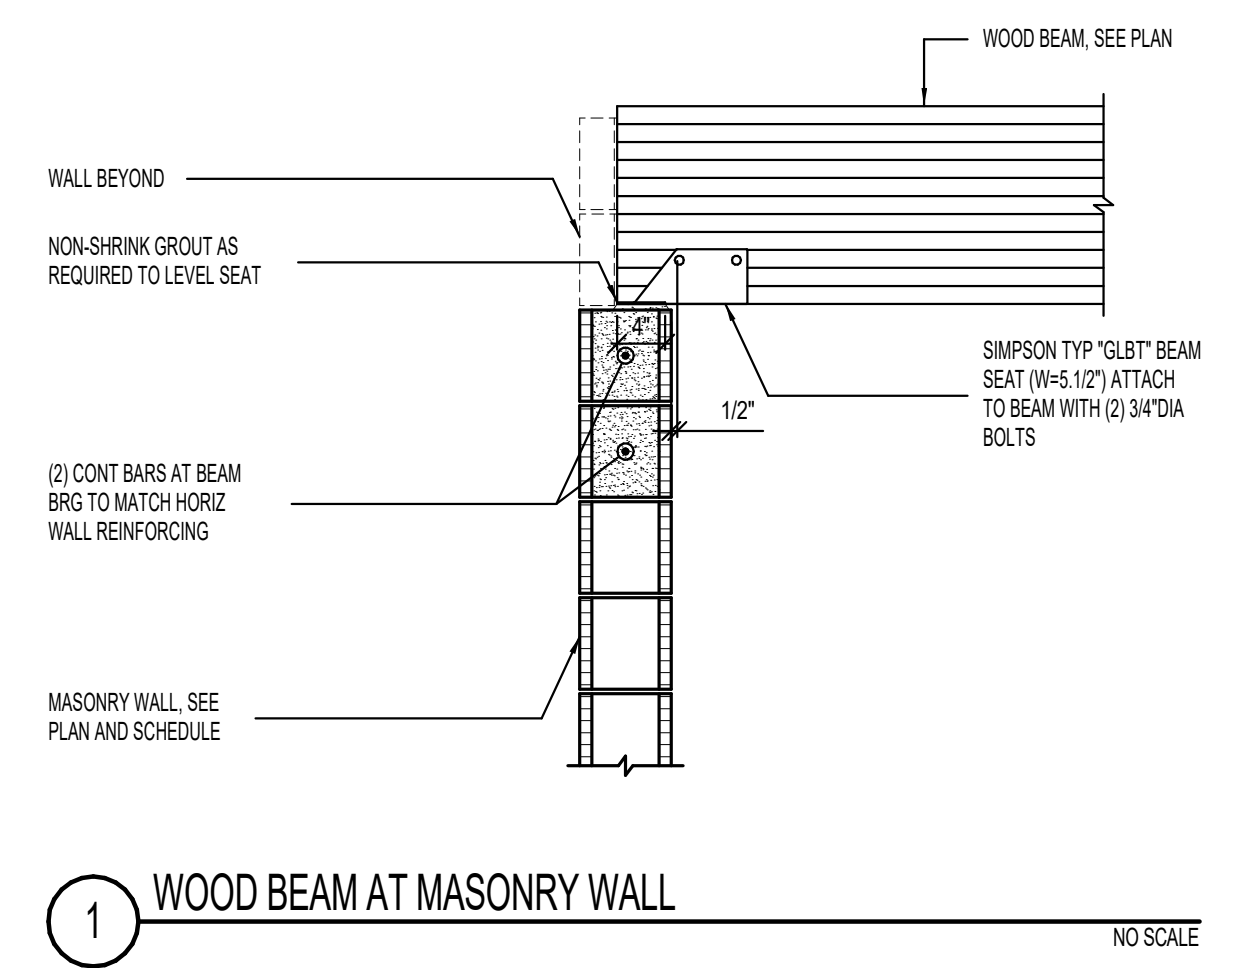 WOOD BEAM, SEE PLAN
WALL BEYOND
NON-SHRINK GROUT AS
REQUIRED TO LEVEL SEAT
4"
SIMPSON TYP "GLBT" BEAM
SEAT (W=5.1/2") ATTACH
TO BEAM WITH (2) 3/4"DIA
BOLTS
1/2"
(2) CONT BARS AT BEAM
BRG TO MATCH HORIZ
WALL REINFORCING
MASONRY WALL, SEE
PLAN AND SCHEDULE
1
WOOD BEAM AT MASONRY WALL
NO SCALE